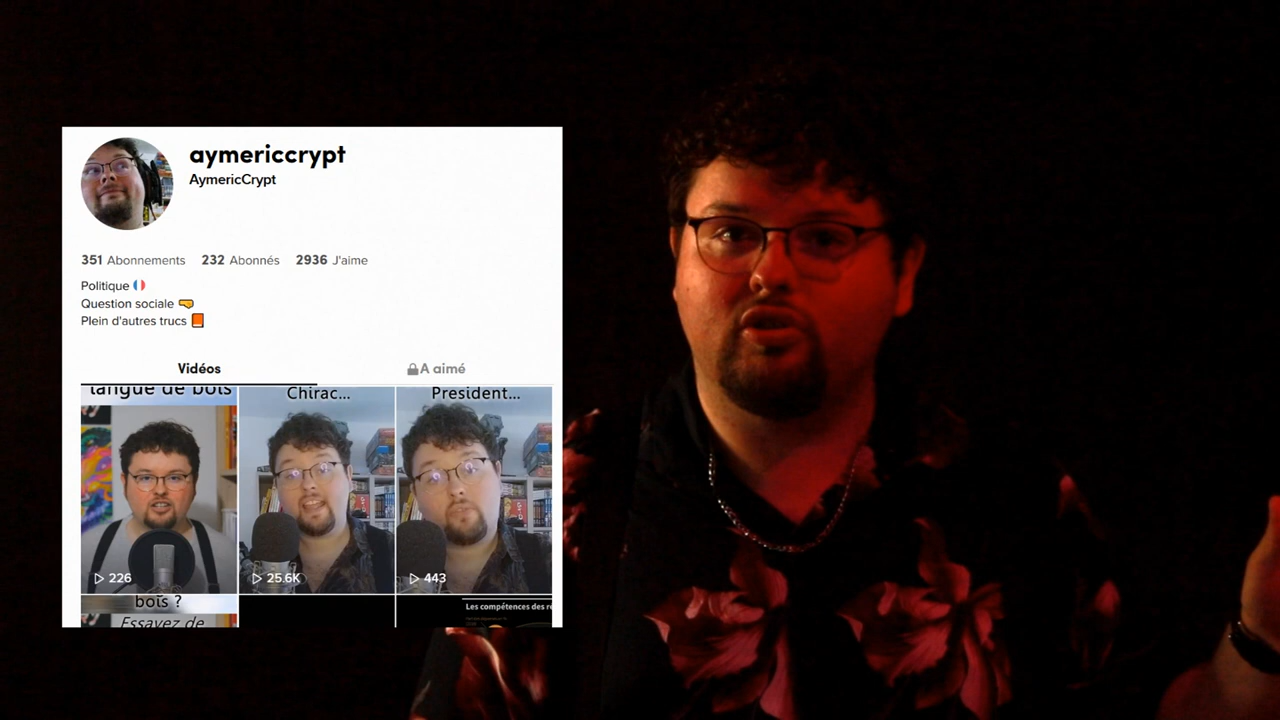 aymericcrypt
AymericCrypt
351 Abonnements 232 Abonnés 2936 J'aime
Politique 🇫🇷
Question sociale 🤜
Plein d'autres trucs 📙
Vidéos A aimé
langue de bois Chirac... President...
226 25.6K 443
bois ?
Essayez de
Les compétences des re